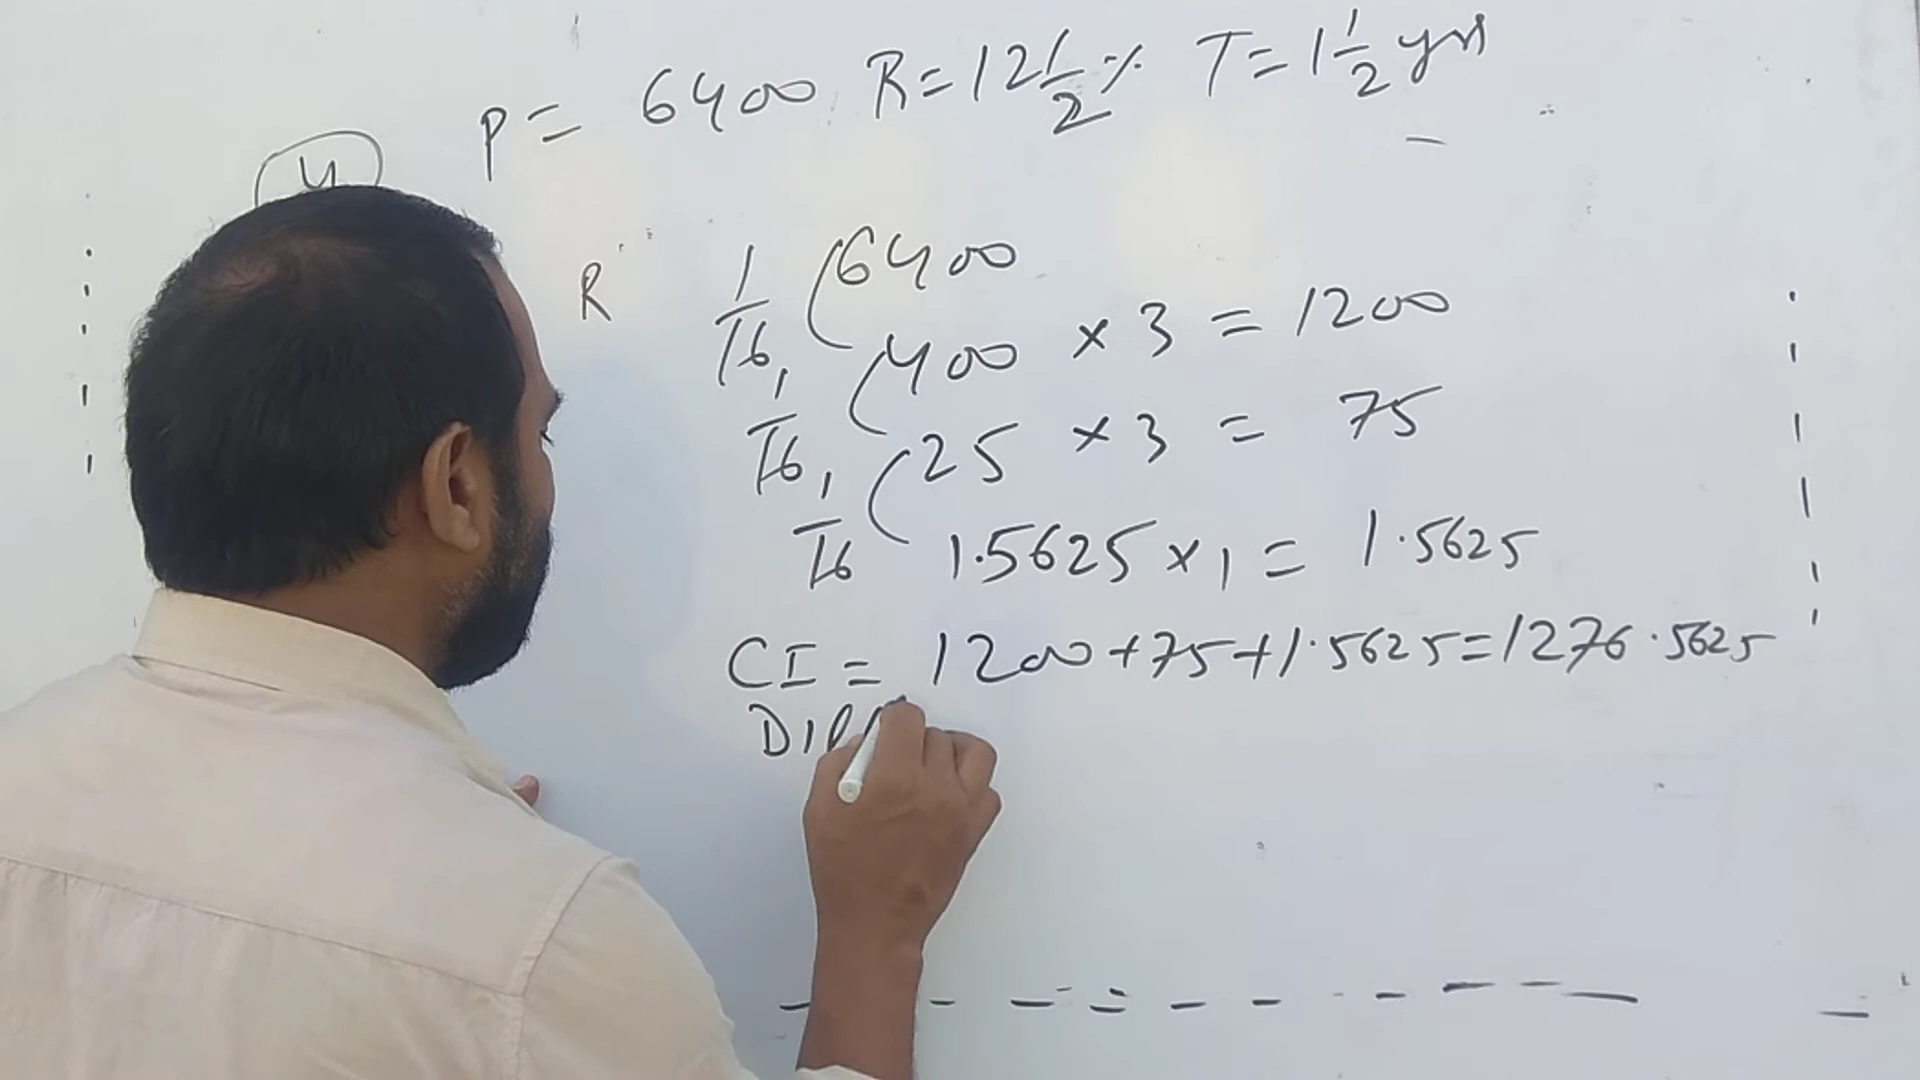 P = 6400 R = 12 1/2 % T = 1 1/2 yrs
4
R 1/16 6400
1/16 400 × 3 = 1200
1/16 25 × 3 = 75
1.5625 × 1 = 1.5625
CI = 1200 + 75 + 1.5625 = 1276.5625